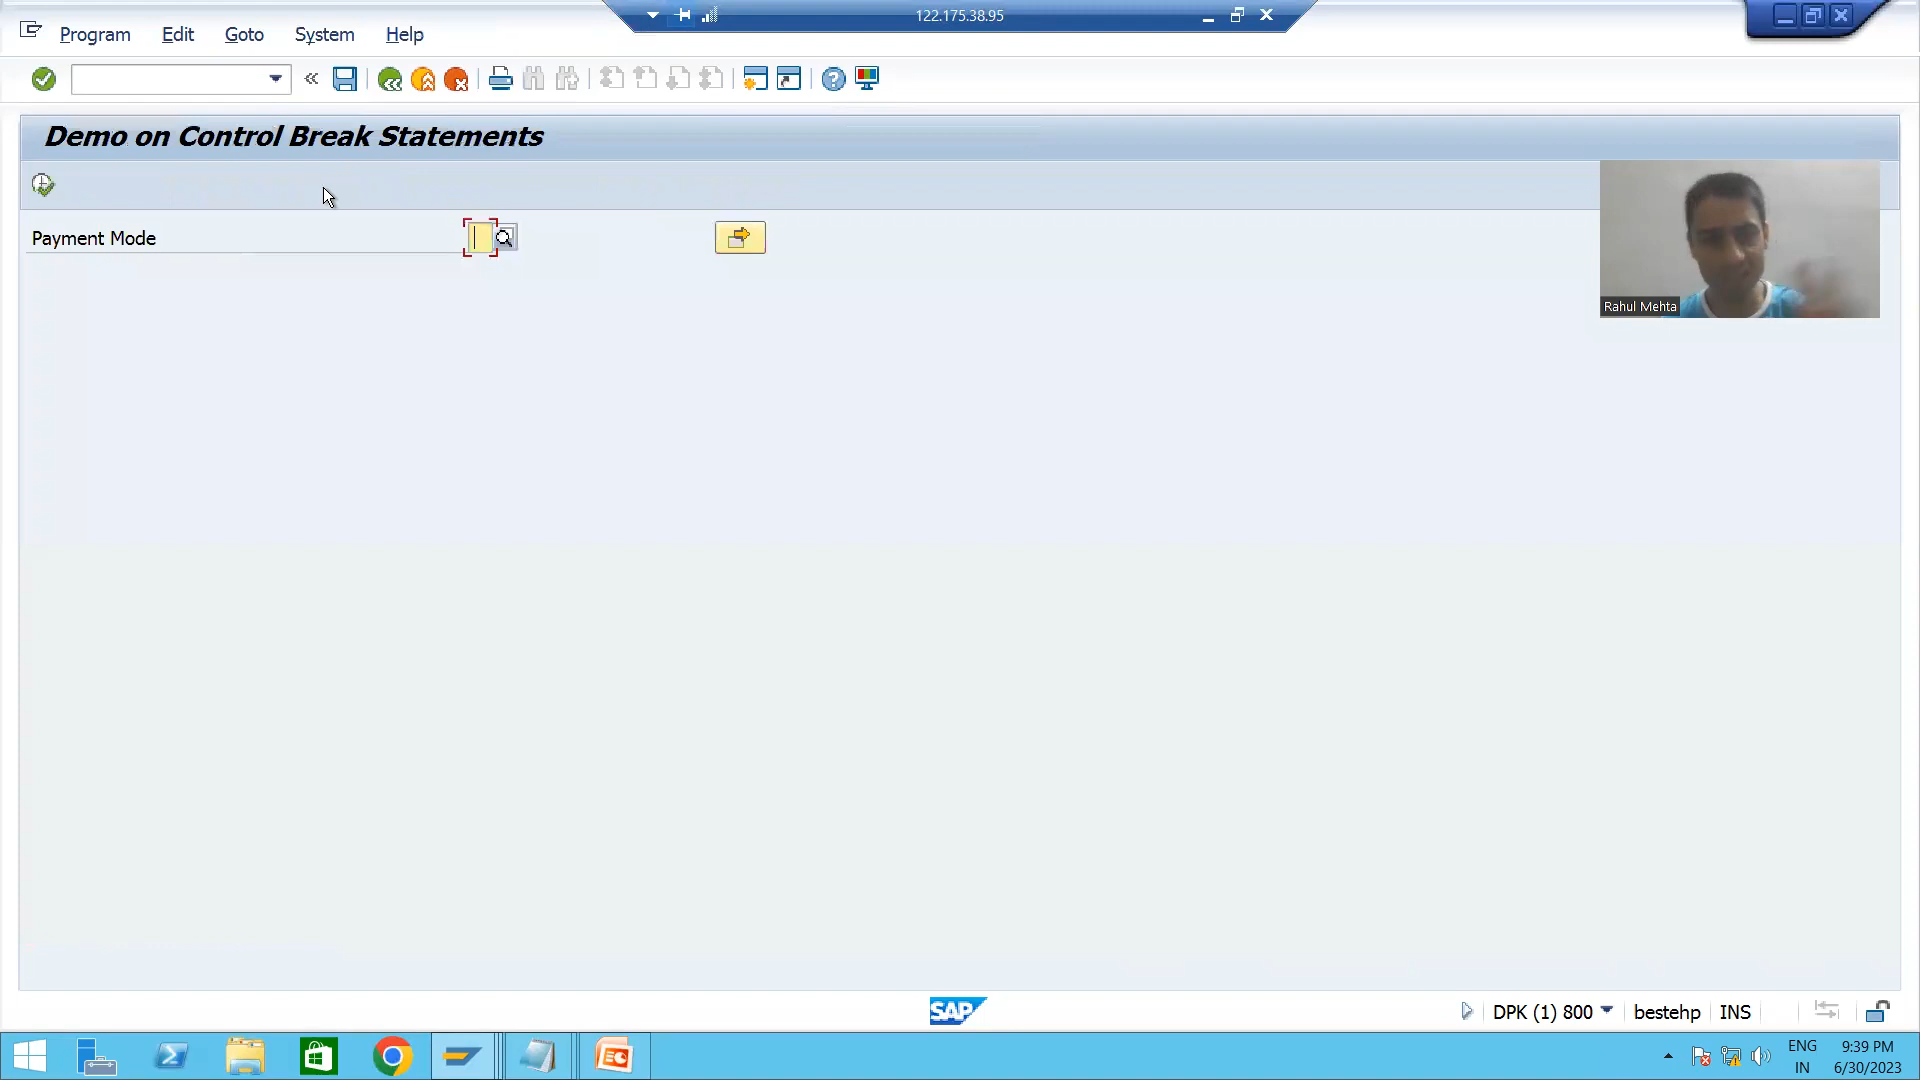 122.175.38.95
Program Edit Goto System Help
Demo on Control Break Statements
Payment Mode
Rahul Mehta
SAP
DPK (1) 800 bestehp INS
ENG 9:39 PM
IN 6/30/2023